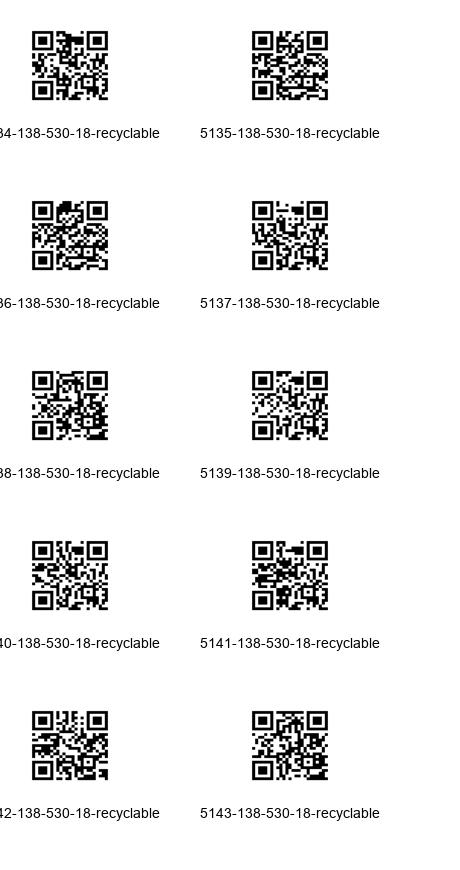 34-138-530-18-recyclable 5135-138-530-18-recyclable
36-138-530-18-recyclable 5137-138-530-18-recyclable
38-138-530-18-recyclable 5139-138-530-18-recyclable
40-138-530-18-recyclable 5141-138-530-18-recyclable
42-138-530-18-recyclable 5143-138-530-18-recyclable